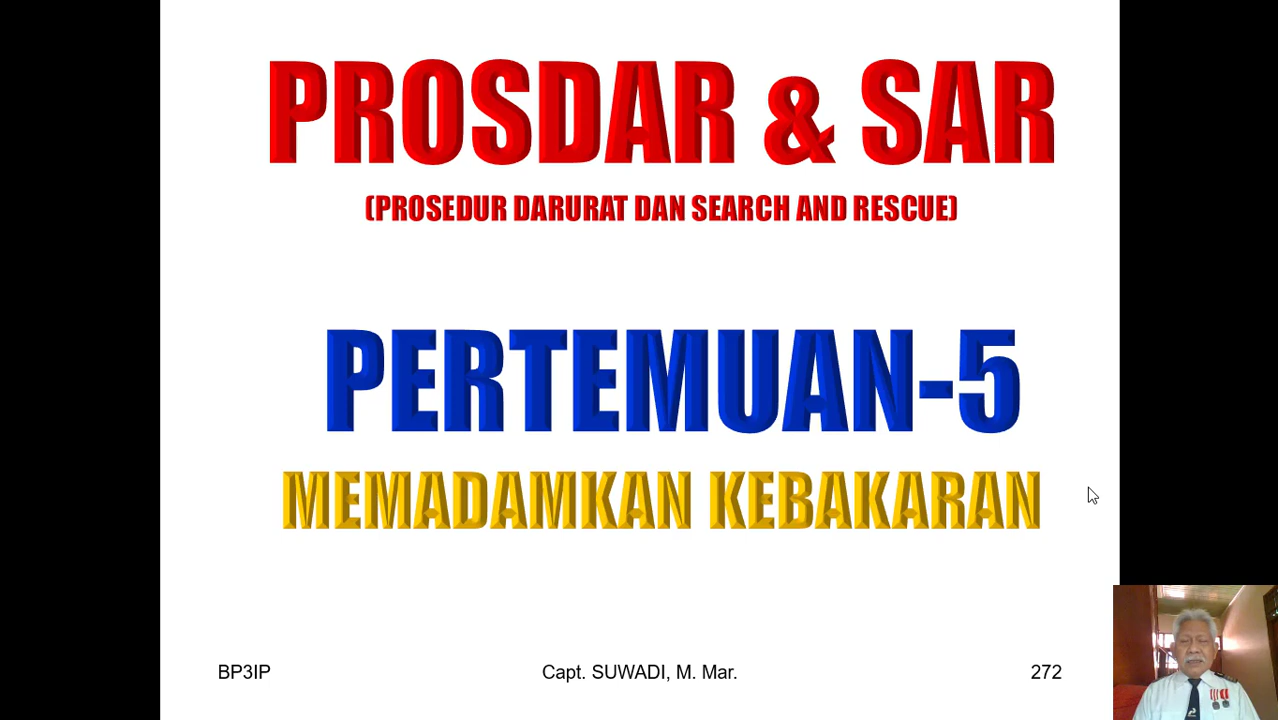 PROSDAR & SAR
(PROSEDUR DARURAT DAN SEARCH AND RESCUE)
PERTEMUAN-5
MEMADAMKAN KEBAKARAN
BP3IP
Capt. SUWADI, M. Mar.
272